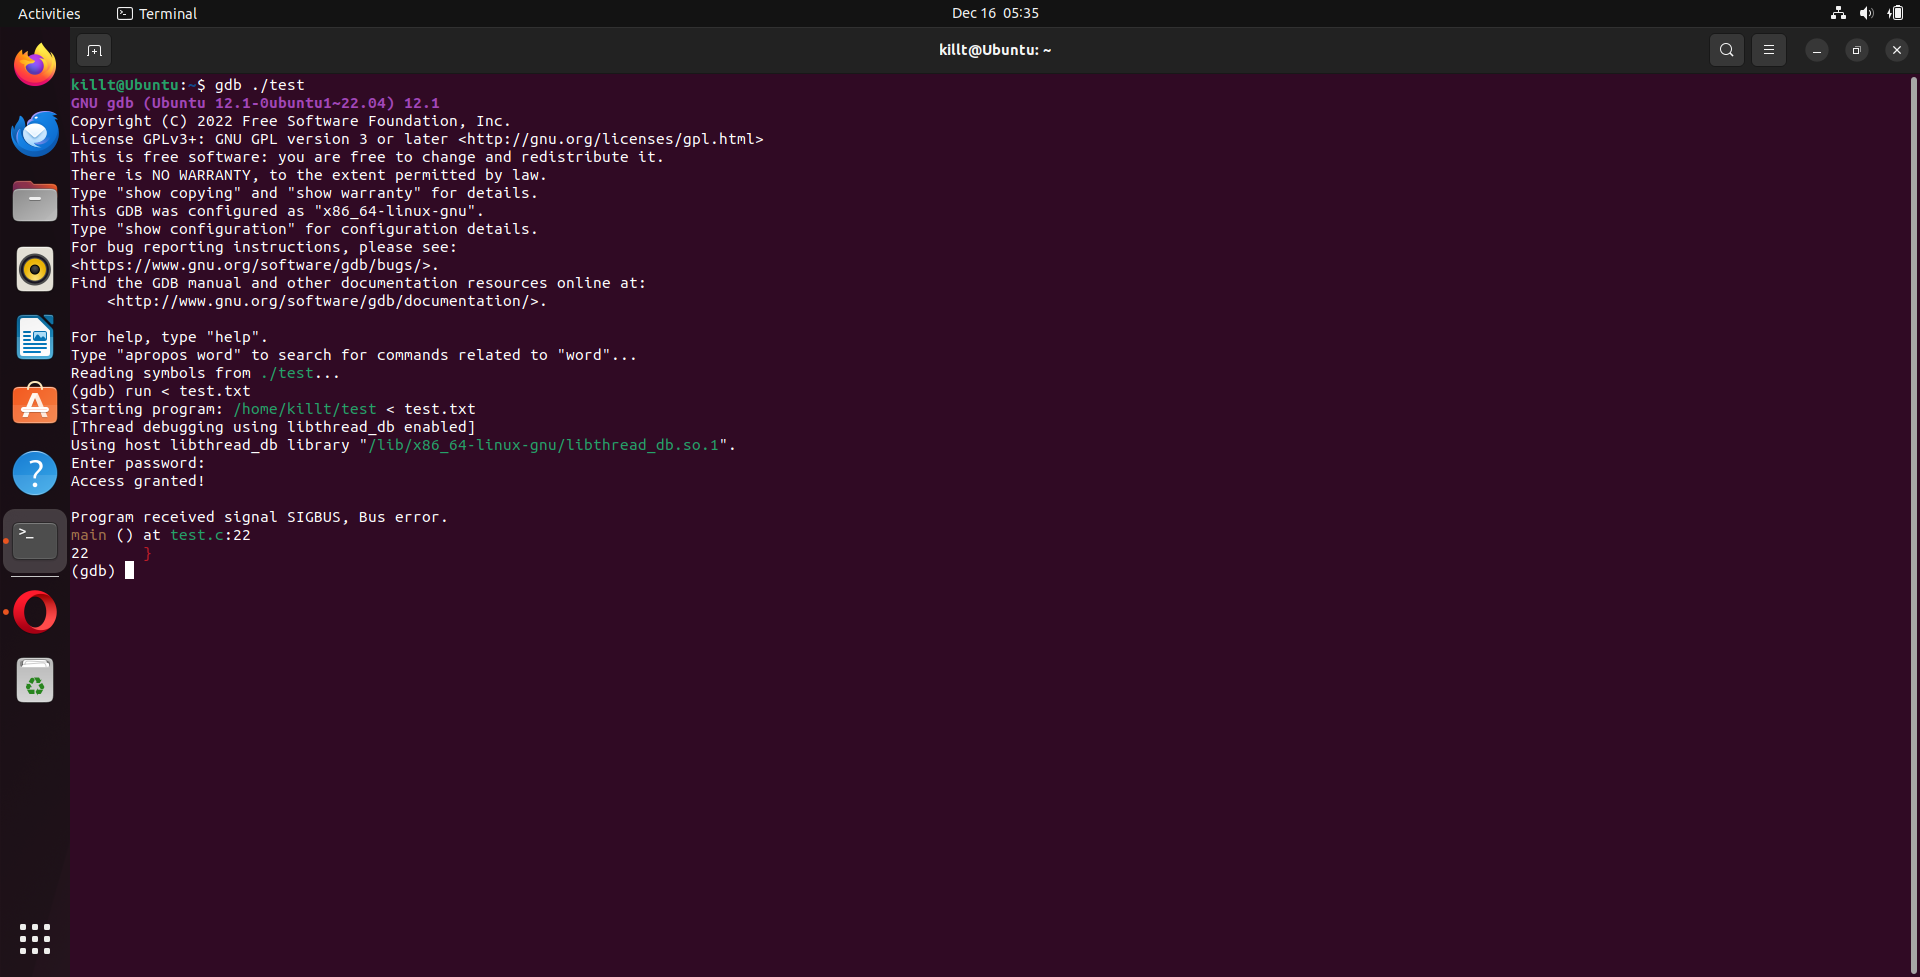 Activities Terminal Dec 16 05:35
killt@Ubuntu: ~
killt@Ubuntu:~$ gdb ./test
GNU gdb (Ubuntu 12.1-0ubuntu1~22.04) 12.1
Copyright (C) 2022 Free Software Foundation, Inc.
License GPLv3+: GNU GPL version 3 or later <http://gnu.org/licenses/gpl.html>
This is free software: you are free to change and redistribute it.
There is NO WARRANTY, to the extent permitted by law.
Type "show copying" and "show warranty" for details.
This GDB was configured as "x86_64-linux-gnu".
Type "show configuration" for configuration details.
For bug reporting instructions, please see:
<https://www.gnu.org/software/gdb/bugs/>.
Find the GDB manual and other documentation resources online at:
    <http://www.gnu.org/software/gdb/documentation/>.

For help, type "help".
Type "apropos word" to search for commands related to "word"...
Reading symbols from ./test...
(gdb) run < test.txt
Starting program: /home/killt/test < test.txt
[Thread debugging using libthread_db enabled]
Using host libthread_db library "/lib/x86_64-linux-gnu/libthread_db.so.1".
Enter password:
Access granted!

Program received signal SIGBUS, Bus error.
main () at test.c:22
22      }
(gdb)